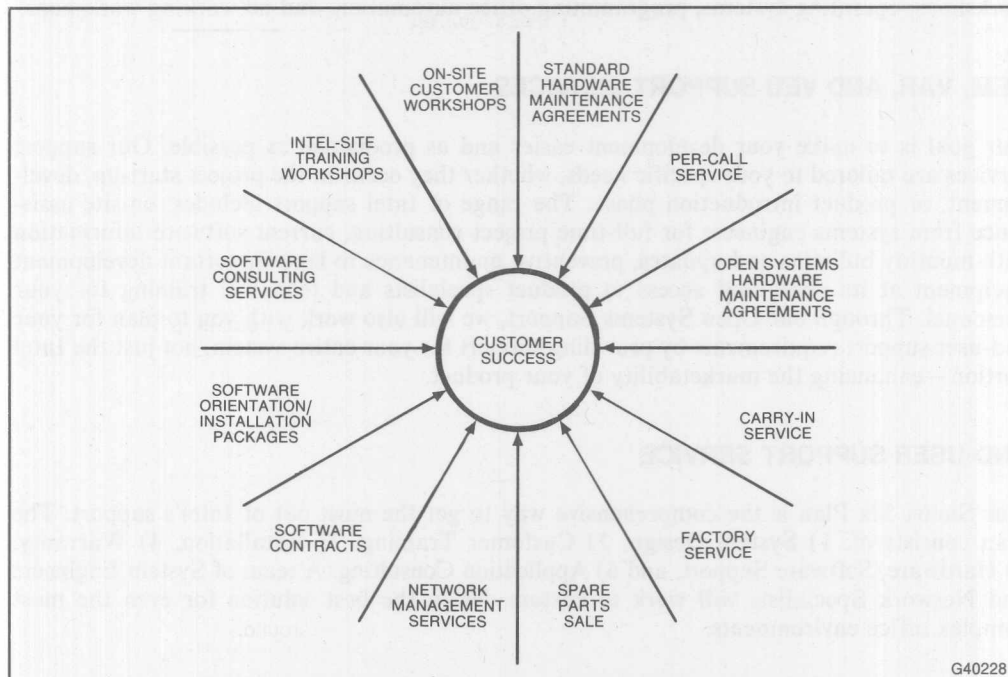 ON-SITE
CUSTOMER
WORKSHOPS
STANDARD
HARDWARE
MAINTENANCE
AGREEMENTS
INTEL-SITE
TRAINING
WORKSHOPS
PER-CALL
SERVICE
SOFTWARE
CONSULTING
SERVICES
OPEN SYSTEMS
HARDWARE
MAINTENANCE
AGREEMENTS
CUSTOMER
SUCCESS
SOFTWARE
ORIENTATION/
INSTALLATION
PACKAGES
CARRY-IN
SERVICE
SOFTWARE
CONTRACTS
FACTORY
SERVICE
NETWORK
MANAGEMENT
SERVICES
SPARE
PARTS
SALE
G40228